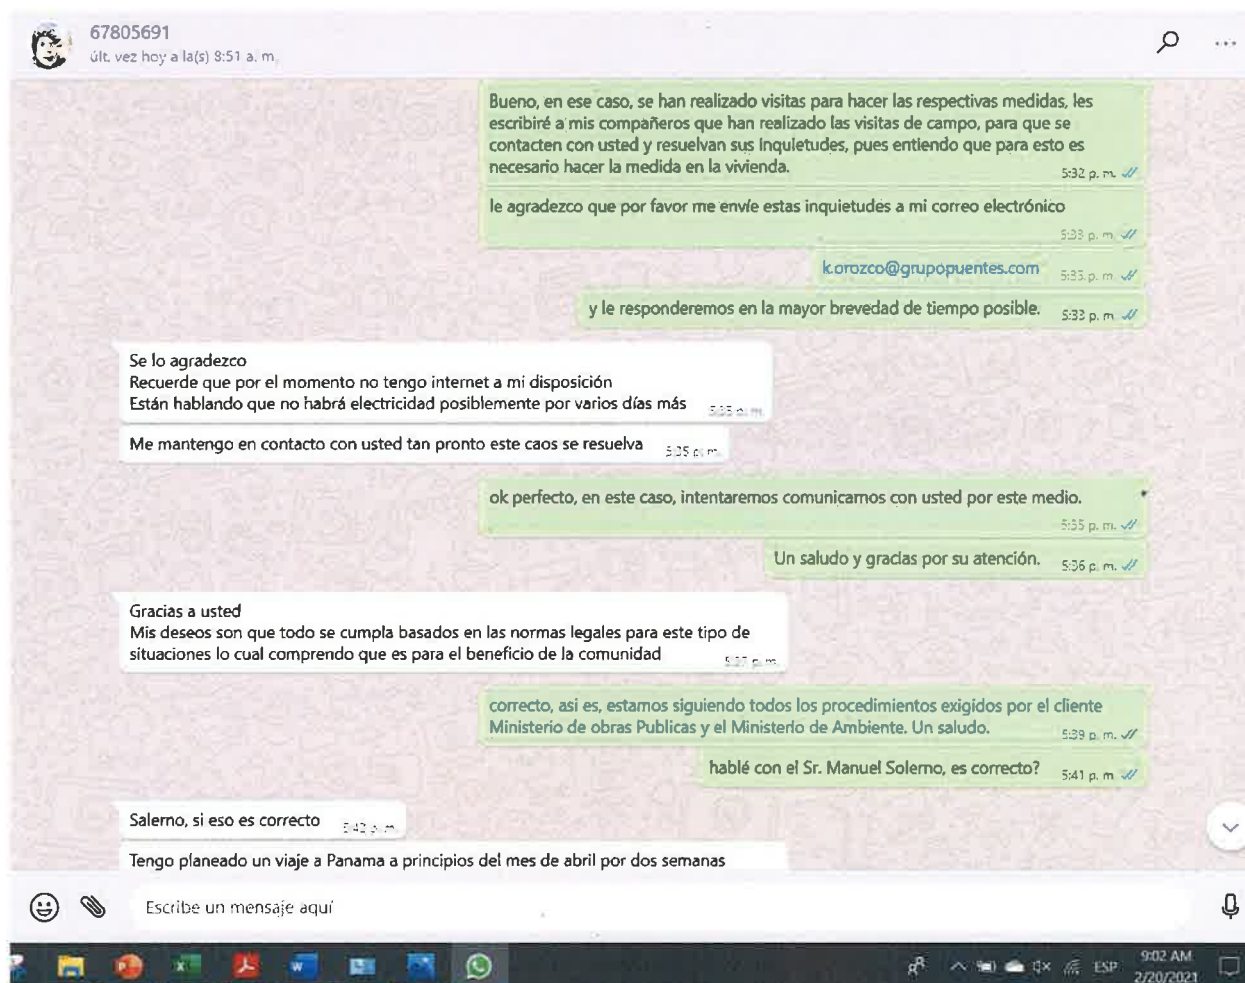 67805691
últ. vez hoy a la(s) 8:51 a. m.
Bueno, en ese caso, se han realizado visitas para hacer las respectivas medidas, les
escribiré a mis compañeros que han realizado las visitas de campo, para que se
contacten con usted y resuelvan sus inquietudes, pues entiendo que para esto es
necesario hacer la medida en la vivienda.
5:32 p. m.
le agradezco que por favor me envíe estas inquietudes a mi correo electrónico
5:33 p. m.
k.orozco@grupopuentes.com
5:33 p. m.
y le responderemos en la mayor brevedad de tiempo posible.
5:33 p. m.
Se lo agradezco
Recuerde que por el momento no tengo internet a mi disposición
Están hablando que no habrá electricidad posiblemente por varios días más
Me mantengo en contacto con usted tan pronto este caos se resuelva
5:35 p. m.
ok perfecto, en este caso, intentaremos comunicarnos con usted por este medio.
5:35 p. m.
Un saludo y gracias por su atención.
5:36 p. m.
Gracias a usted
Mis deseos son que todo se cumpla basados en las normas legales para este tipo de
situaciones lo cual comprendo que es para el beneficio de la comunidad
5:37 p. m.
correcto, asi es, estamos siguiendo todos los procedimientos exigidos por el cliente
Ministerio de obras Publicas y el Ministerio de Ambiente. Un saludo.
5:39 p. m.
hablé con el Sr. Manuel Solerno, es correcto?
5:41 p. m.
Salerno, si eso es correcto
5:42 p. m.
Tengo planeado un viaje a Panama a principios del mes de abril por dos semanas
Escribe un mensaje aquí
ESP
9:02 AM
2/20/2021